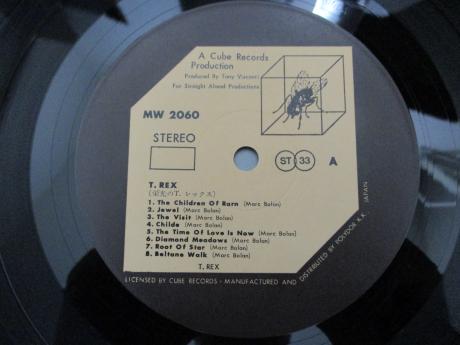 A Cube Records
Production
Produced By Tony Visconti
For Straight Ahead Productions
MW 2060
STEREO
ST 33 A
T. REX
(栄光のT. レックス)
1. The Children Of Rarn (Marc Bolan)
2. Jewel (Marc Bolan)
3. The Visit (Marc Bolan)
4. Childe (Marc Bolan)
5. The Time Of Love Is Now (Marc Bolan)
6. Diamond Meadows (Marc Bolan)
7. Root Of Star (Marc Bolan)
8. Beltane Walk (Marc Bolan)
T. REX
LICENSED BY CUBE RECORDS · MANUFACTURED AND DISTRIBUTED BY POLYDOR K.K. JAPAN